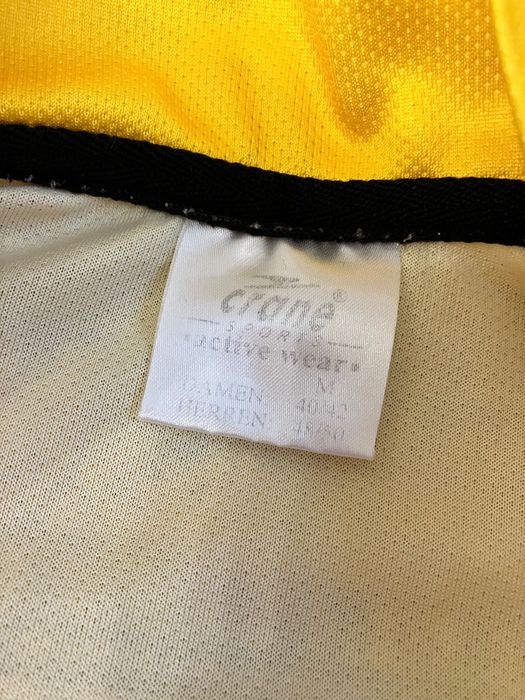 crane®
SPORTS
•active wear•
M
DAMEN: 40/42
HERREN: 48/50